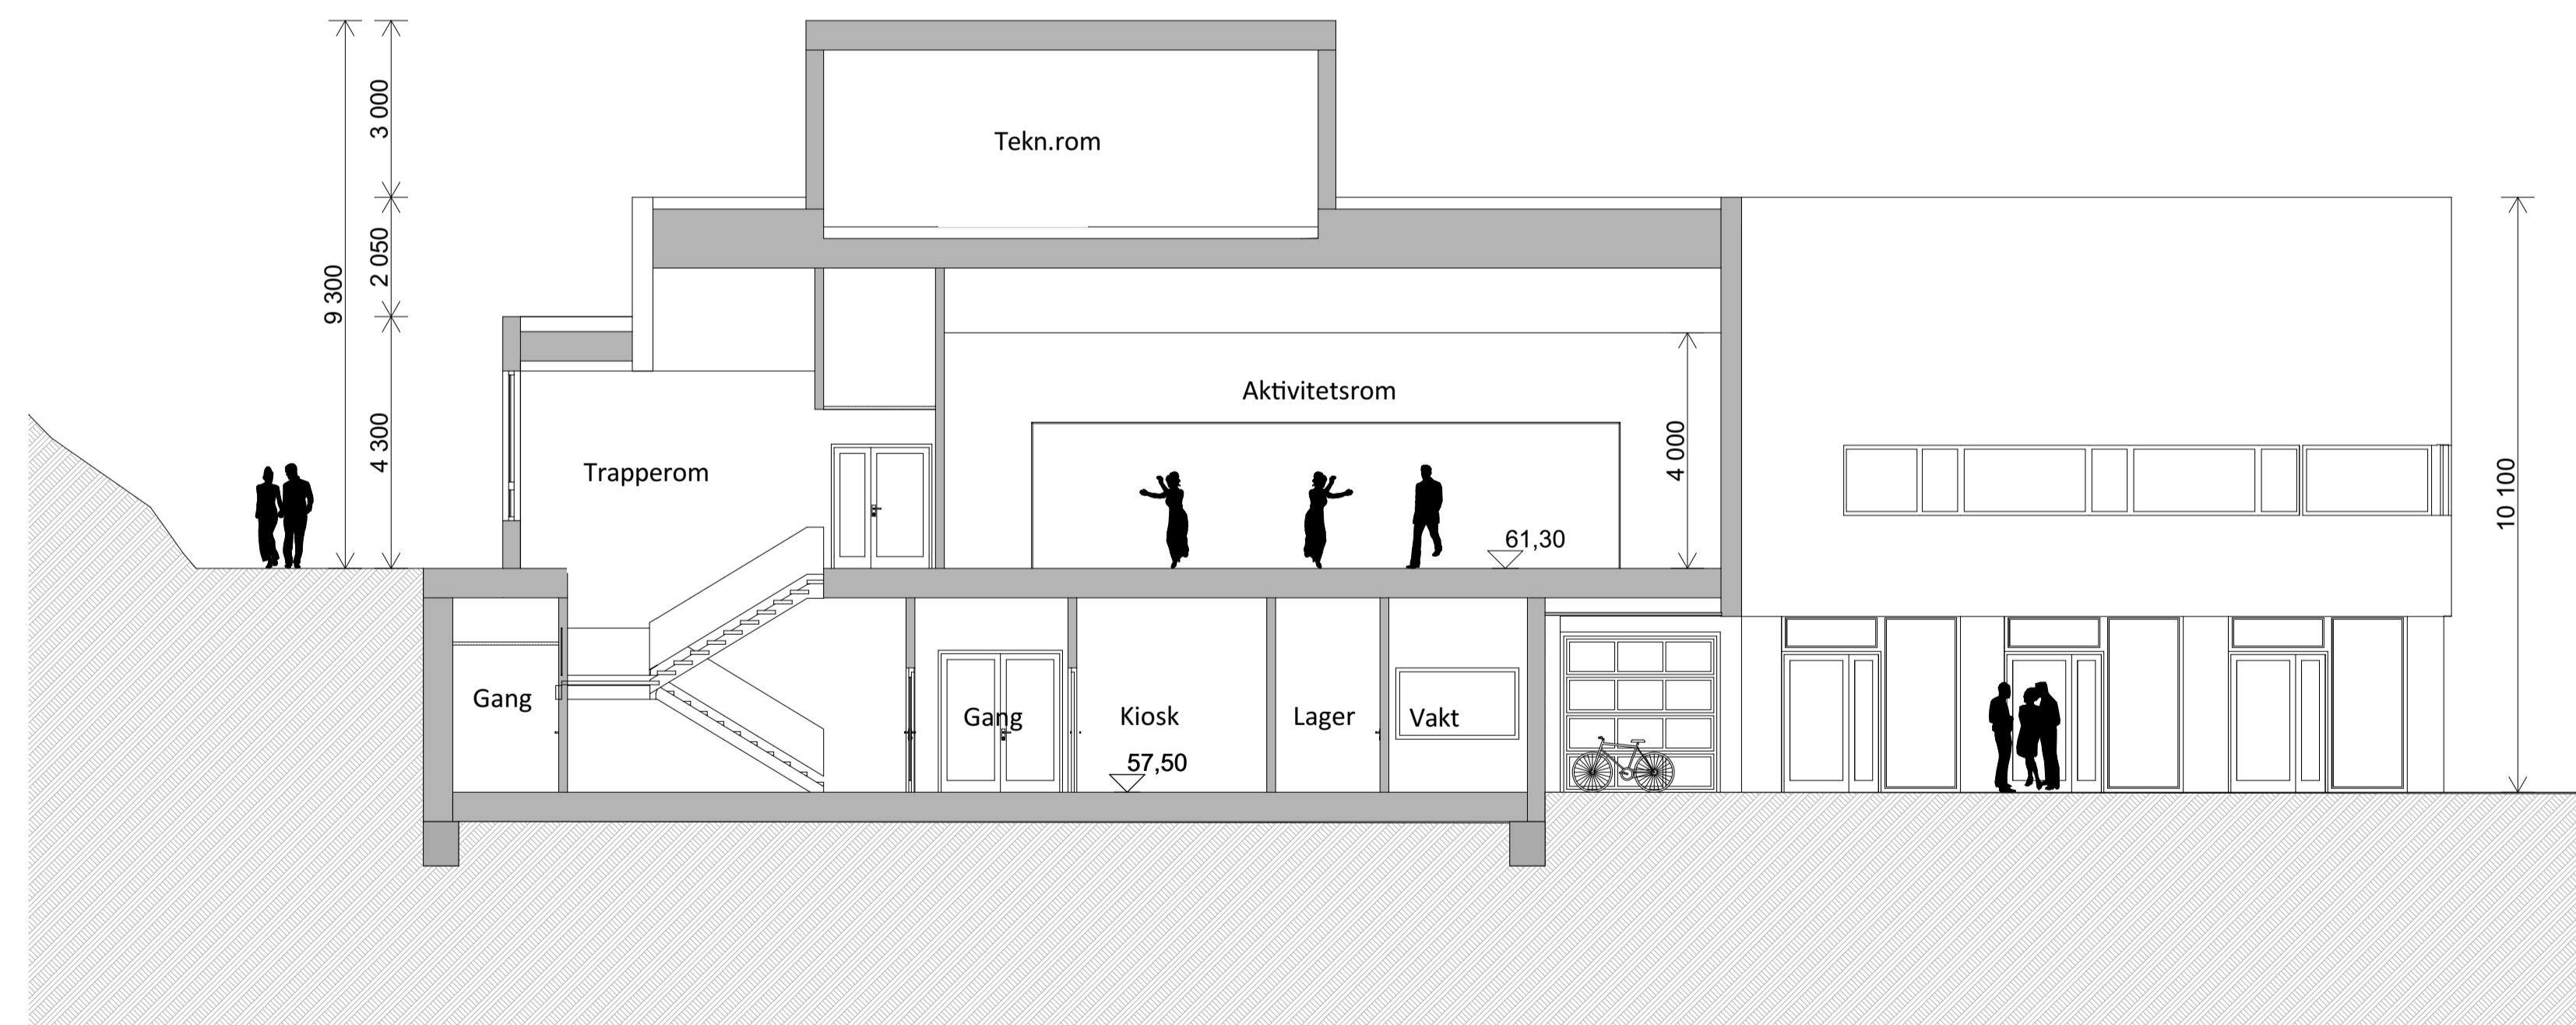 3 000
Tekn.rom
2 050
9 300
4 300
Aktivitetsrom
4 000
Trapperom
10 100
61,30
Gang
Gang
Kiosk
Lager
Vakt
57,50